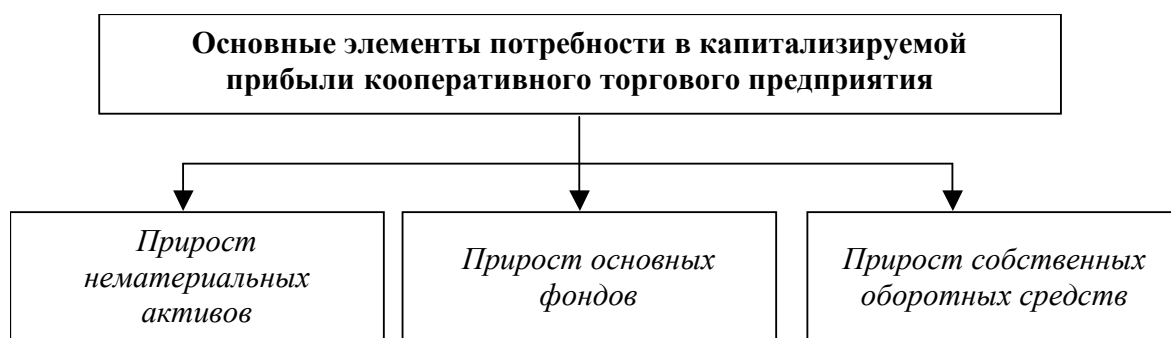 Основные элементы потребности в капитализируемой
прибыли кооперативного торгового предприятия
Прирост
нематериальных
активов
Прирост основных
фондов
Прирост собственных
оборотных средств